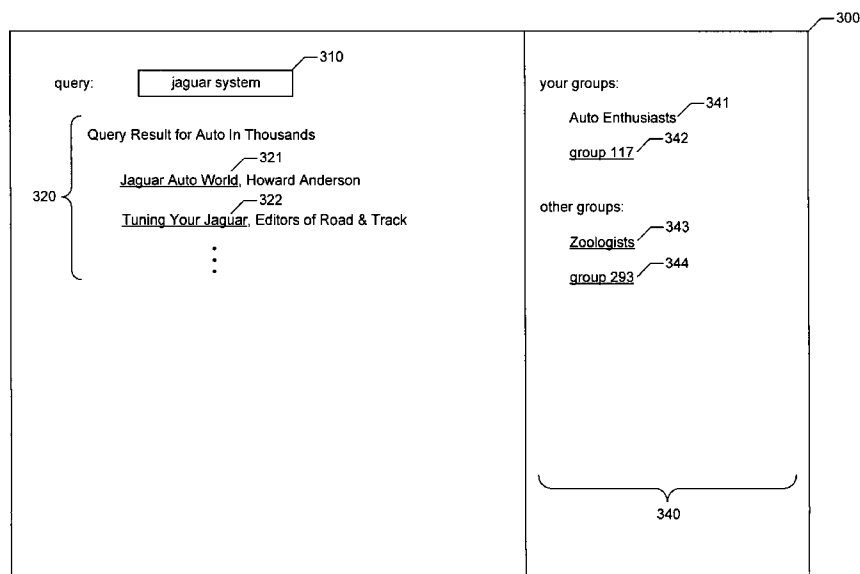 300
310
query: jaguar system
your groups:
Auto Enthusiasts 341
Query Result for Auto In Thousands
321
group 117 342
Jaguar Auto World, Howard Anderson
320
322
other groups:
Tuning Your Jaguar, Editors of Road & Track
Zoologists 343
group 293 344
340